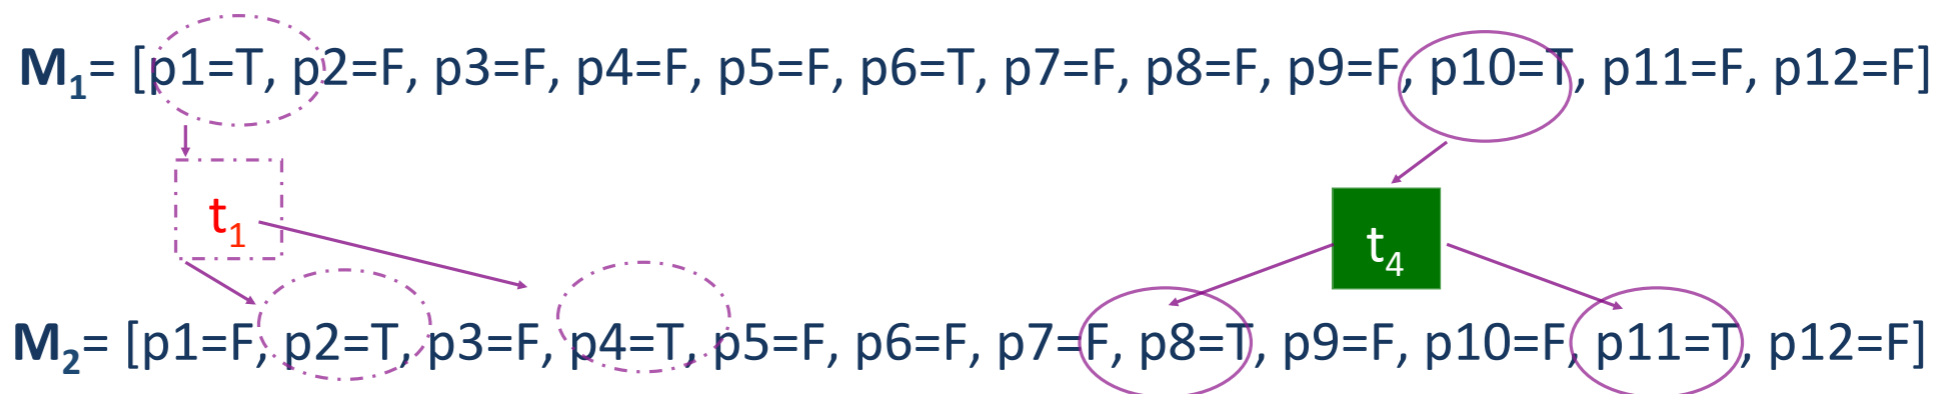 M₁= [p1=T, p2=F, p3=F, p4=F, p5=F, p6=T, p7=F, p8=F, p9=F, p10=T, p11=F, p12=F]
t₁
t₄
M₂= [p1=F, p2=T, p3=F, p4=T, p5=F, p6=F, p7=F, p8=T, p9=F, p10=F, p11=T, p12=F]